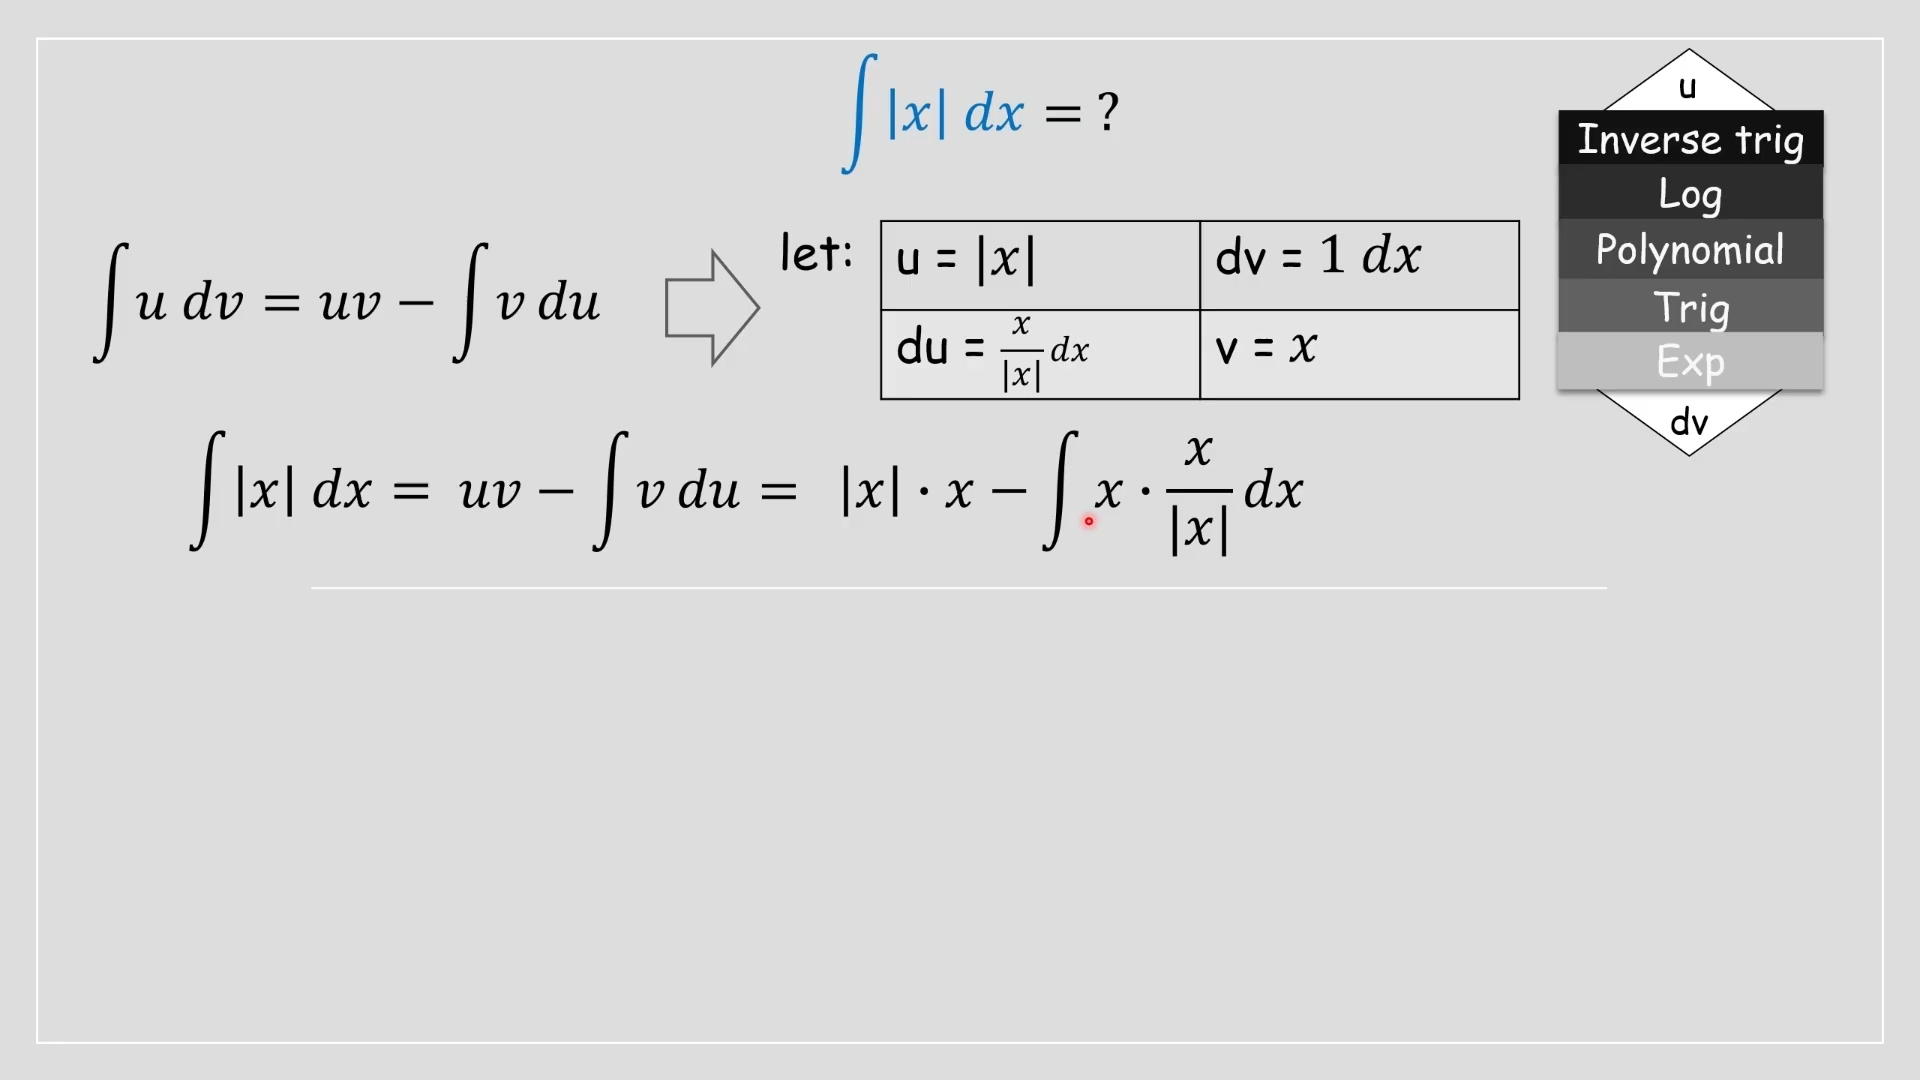 ∫|x| dx = ?
∫u dv = uv − ∫v du
let:
u = |x|
dv = 1 dx
du = x/|x| dx
v = x
∫|x| dx = uv − ∫v du = |x| · x − ∫x · x/|x| dx
u
Inverse trig
Log
Polynomial
Trig
Exp
dv